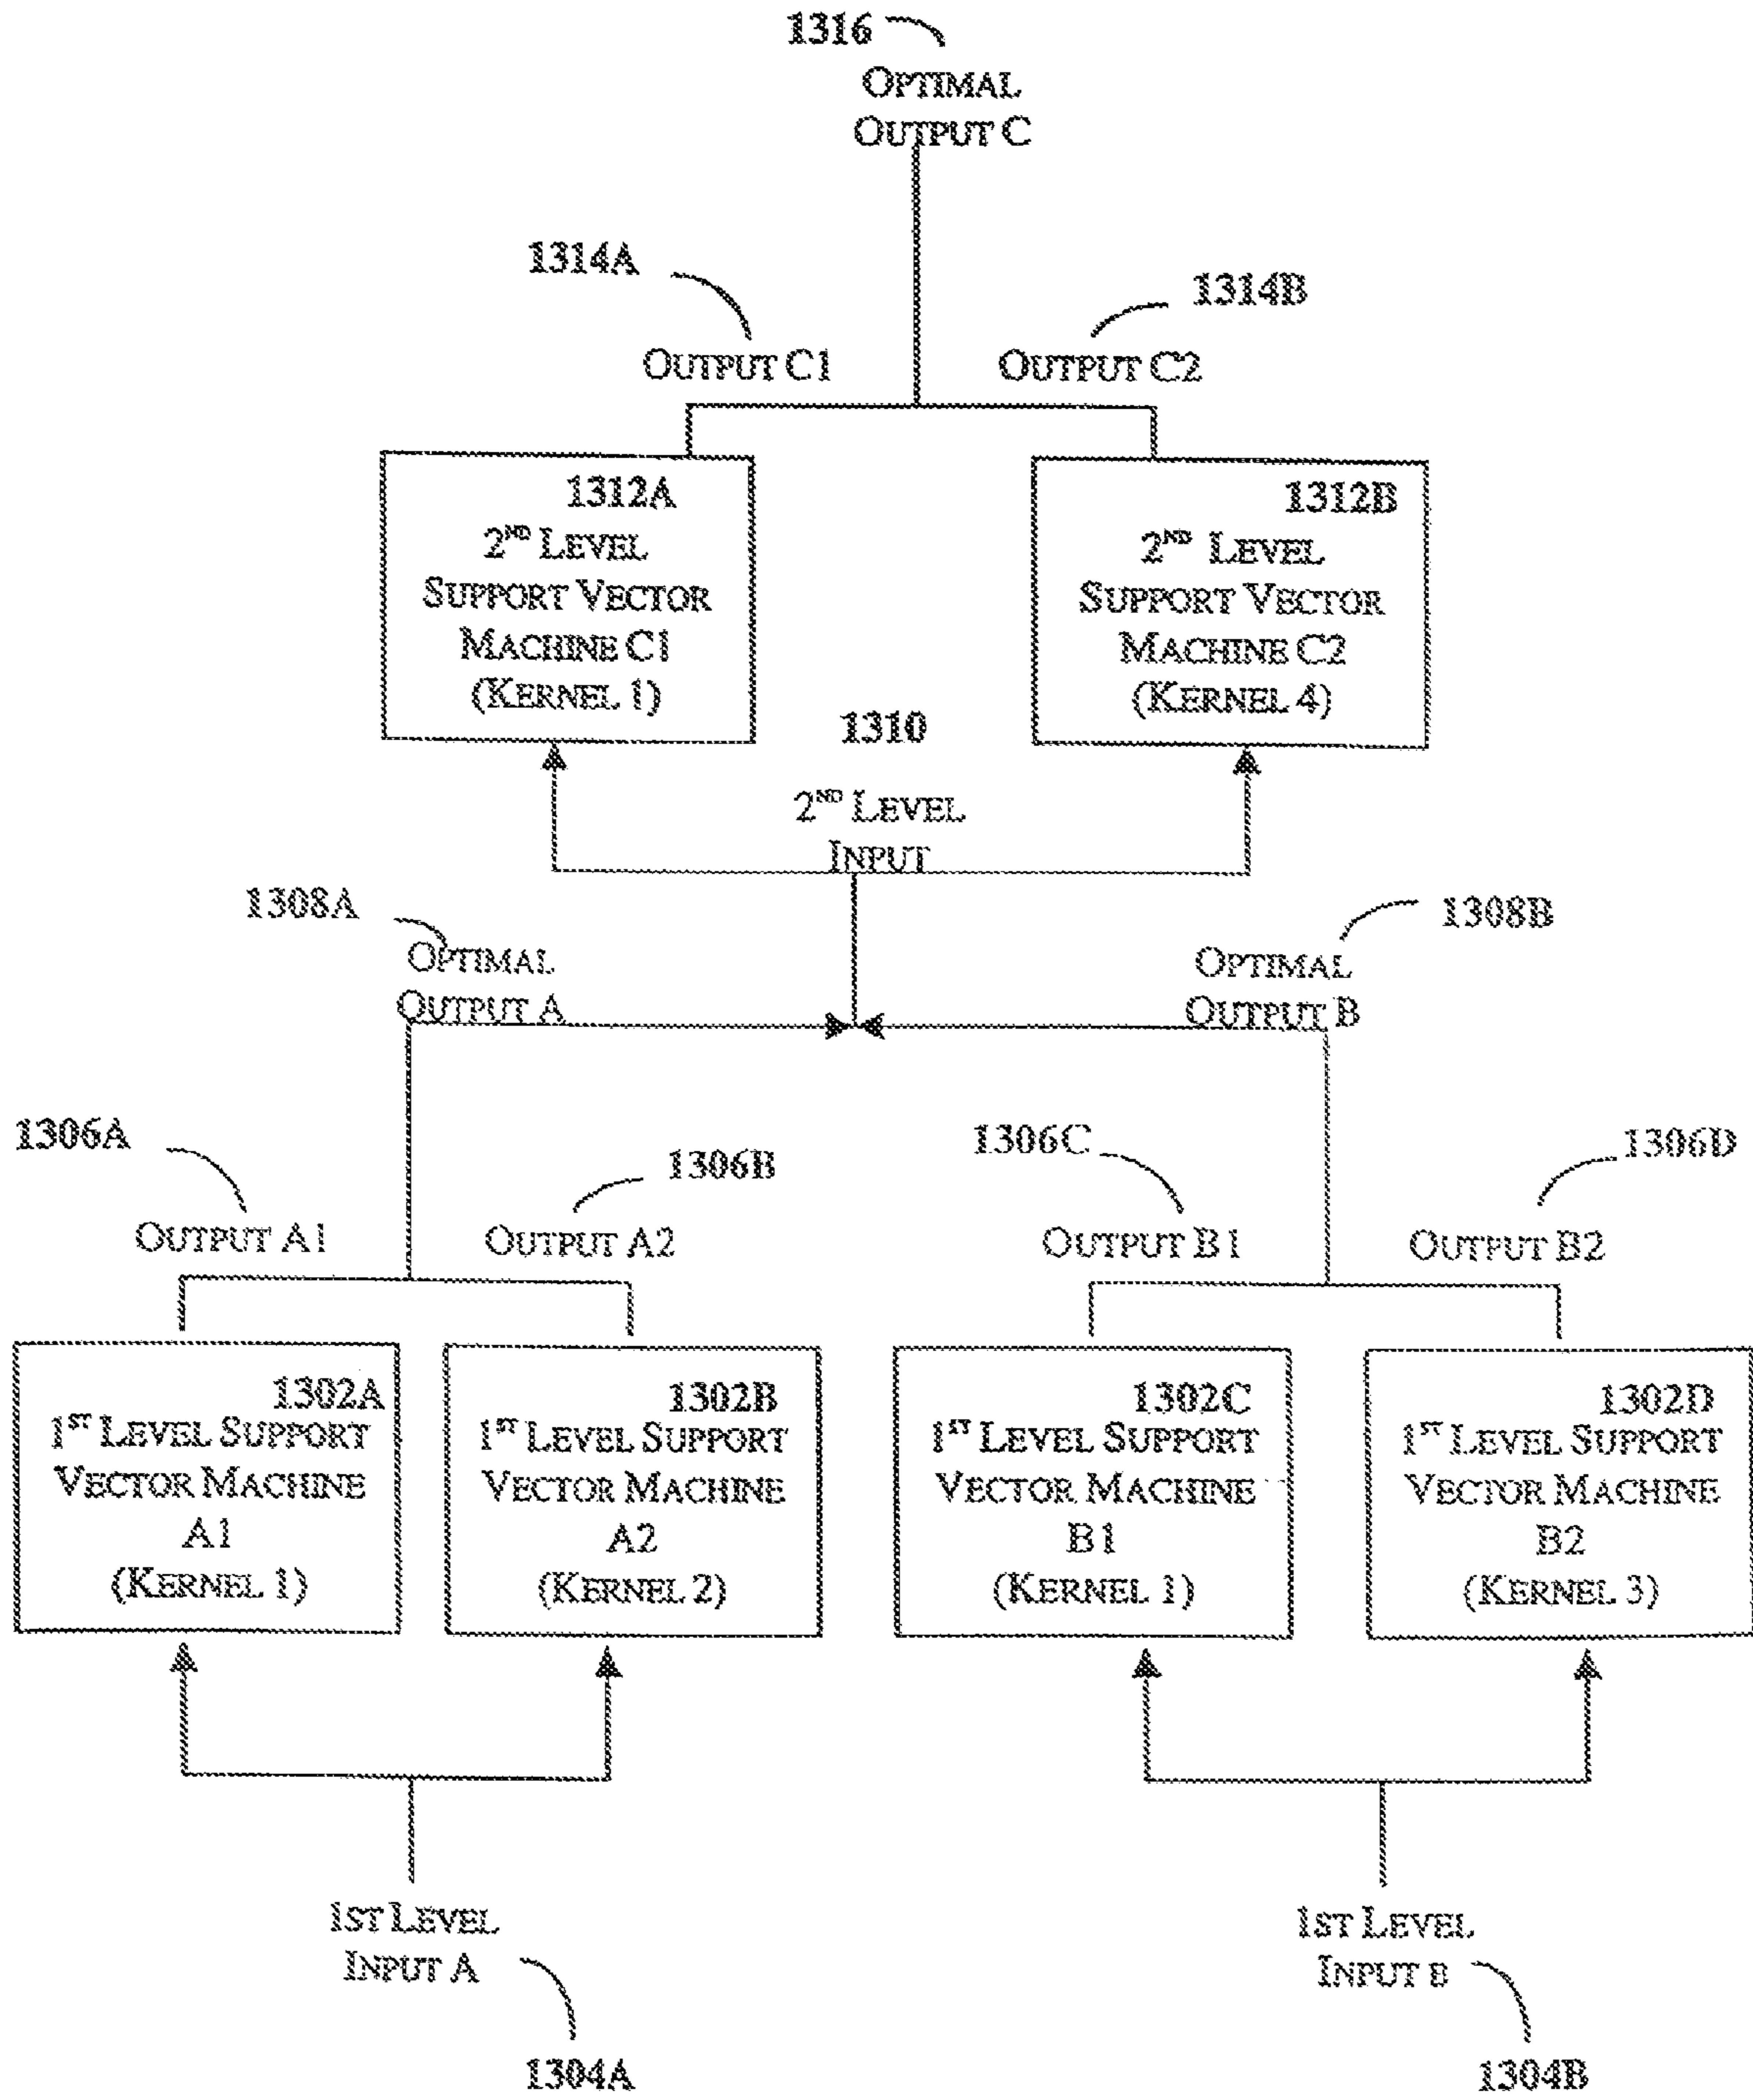 1316
OPTIMAL
OUTPUT C
1314A
1314B
OUTPUT C1
OUTPUT C2
1312A
2ND LEVEL
SUPPORT VECTOR
MACHINE C1
(KERNEL 1)
1312B
2ND LEVEL
SUPPORT VECTOR
MACHINE C2
(KERNEL 4)
1310
2ND LEVEL
INPUT
1308A
OPTIMAL
OUTPUT A
1308B
OPTIMAL
OUTPUT B
1306A
OUTPUT A1
1306B
OUTPUT A2
1306C
OUTPUT B1
1306D
OUTPUT B2
1302A
1ST LEVEL SUPPORT
VECTOR MACHINE
A1
(KERNEL 1)
1302B
1ST LEVEL SUPPORT
VECTOR MACHINE
A2
(KERNEL 2)
1302C
1ST LEVEL SUPPORT
VECTOR MACHINE
B1
(KERNEL 1)
1302D
1ST LEVEL SUPPORT
VECTOR MACHINE
B2
(KERNEL 3)
1ST LEVEL
INPUT A
1304A
1ST LEVEL
INPUT B
1304B